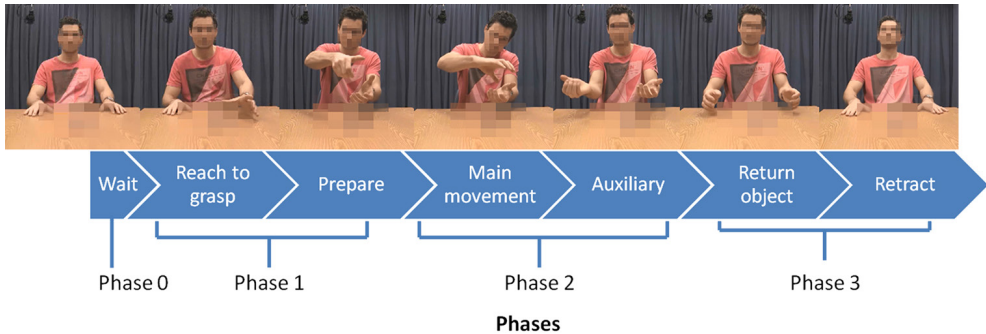 Wait
Reach to
grasp
Prepare
Main
movement
Auxiliary
Return
object
Retract
Phase 0
Phase 1
Phase 2
Phase 3
Phases